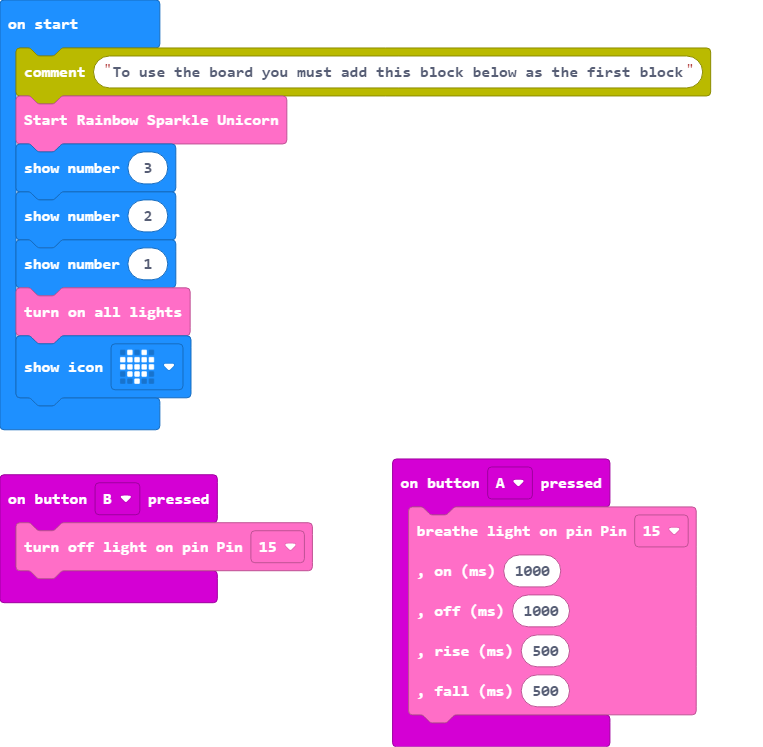 on start
comment "To use the board you must add this block below as the first block"
Start Rainbow Sparkle Unicorn
show number 3
show number 2
show number 1
turn on all lights
show icon
on button B pressed
turn off light on pin Pin 15
on button A pressed
breathe light on pin Pin 15
, on (ms) 1000
, off (ms) 1000
, rise (ms) 500
, fall (ms) 500